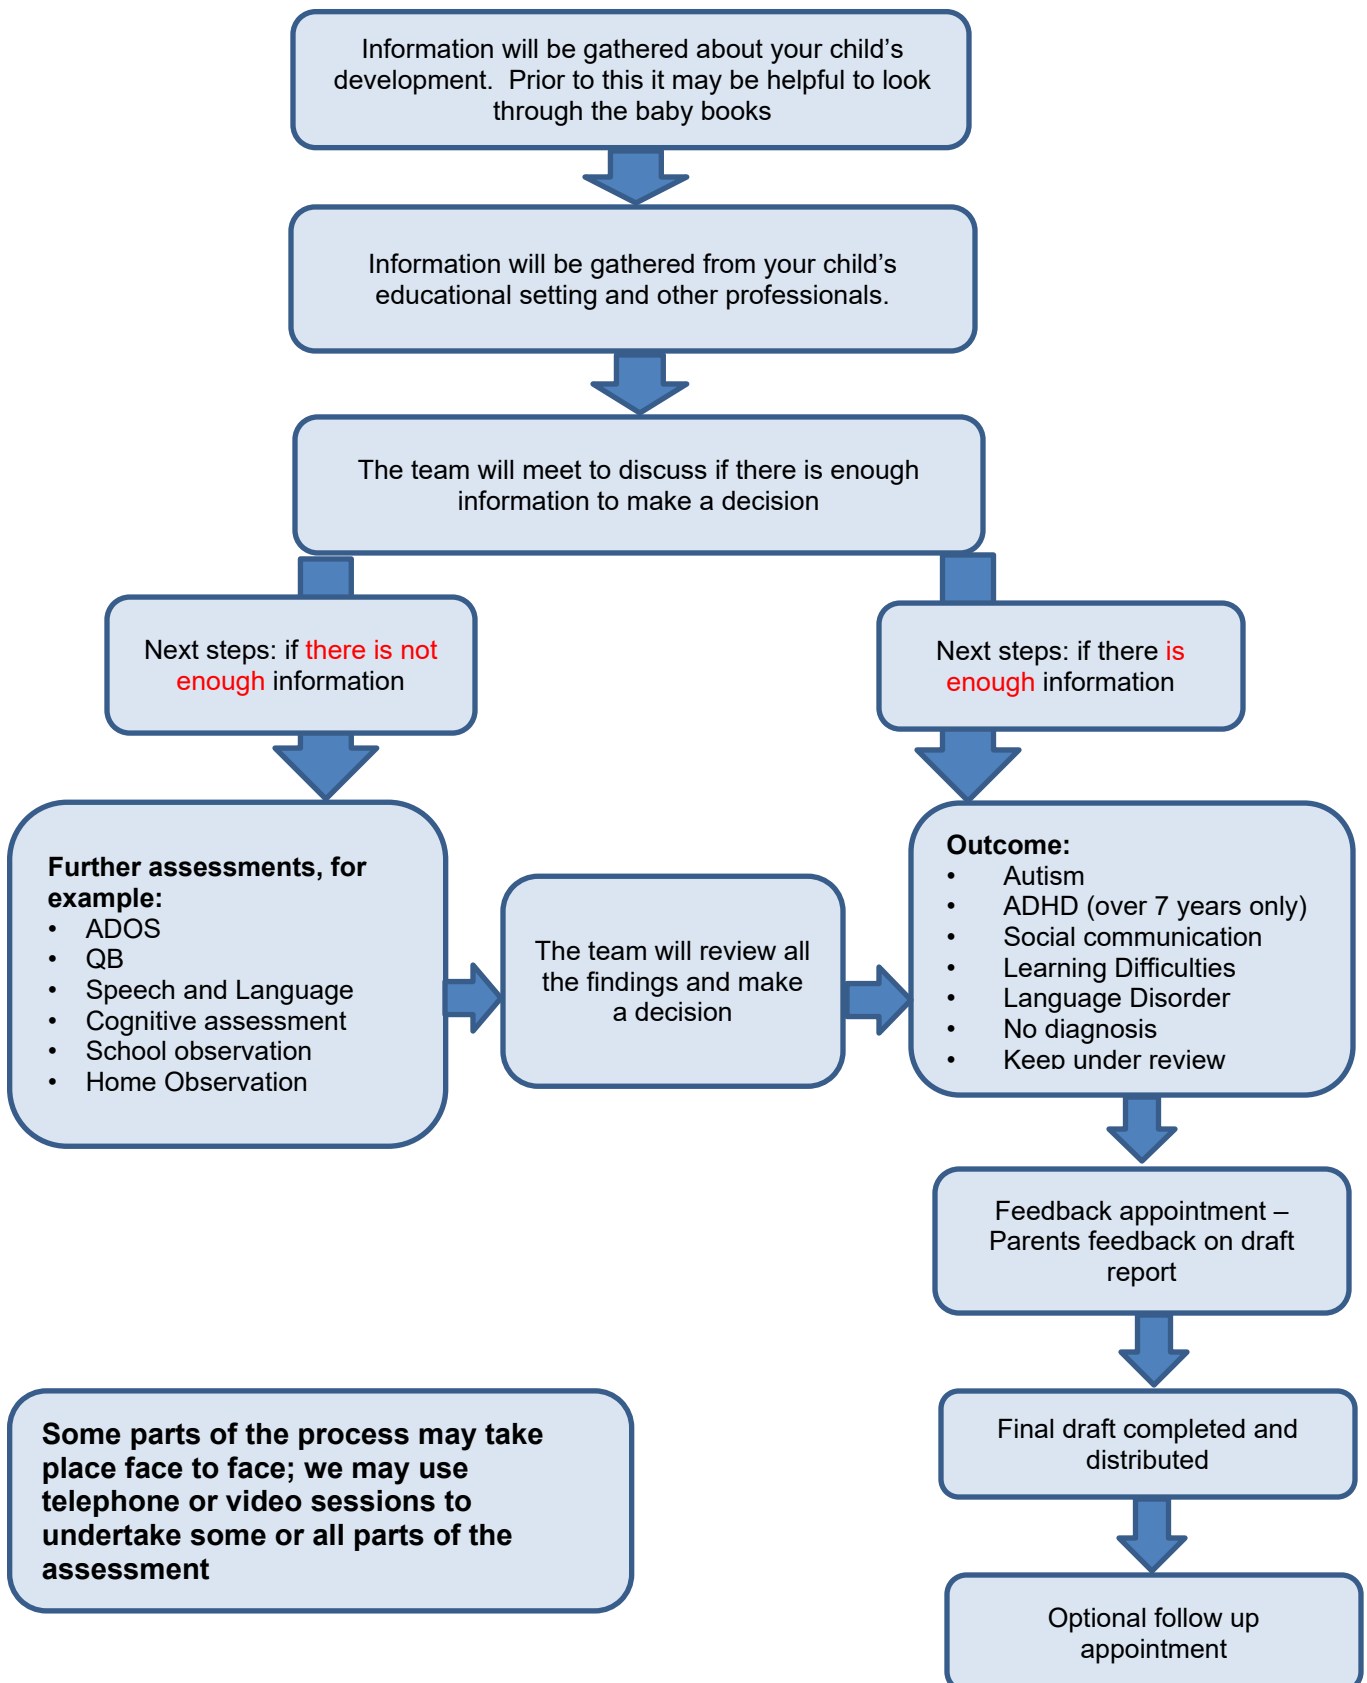 Information will be gathered about your child’s
development.  Prior to this it may be helpful to look
through the baby books
Information will be gathered from your child’s
educational setting and other professionals.
The team will meet to discuss if there is enough
information to make a decision
Next steps: if there is not
enough information
Next steps: if there is
enough information
Further assessments, for
example:
• ADOS
• QB
• Speech and Language
• Cognitive assessment
• School observation
• Home Observation
The team will review all
the findings and make
a decision
Outcome:
• Autism
• ADHD (over 7 years only)
• Social communication
• Learning Difficulties
• Language Disorder
• No diagnosis
• Keep under review
Feedback appointment –
Parents feedback on draft
report
Final draft completed and
distributed
Optional follow up
appointment
Some parts of the process may take
place face to face; we may use
telephone or video sessions to
undertake some or all parts of the
assessment